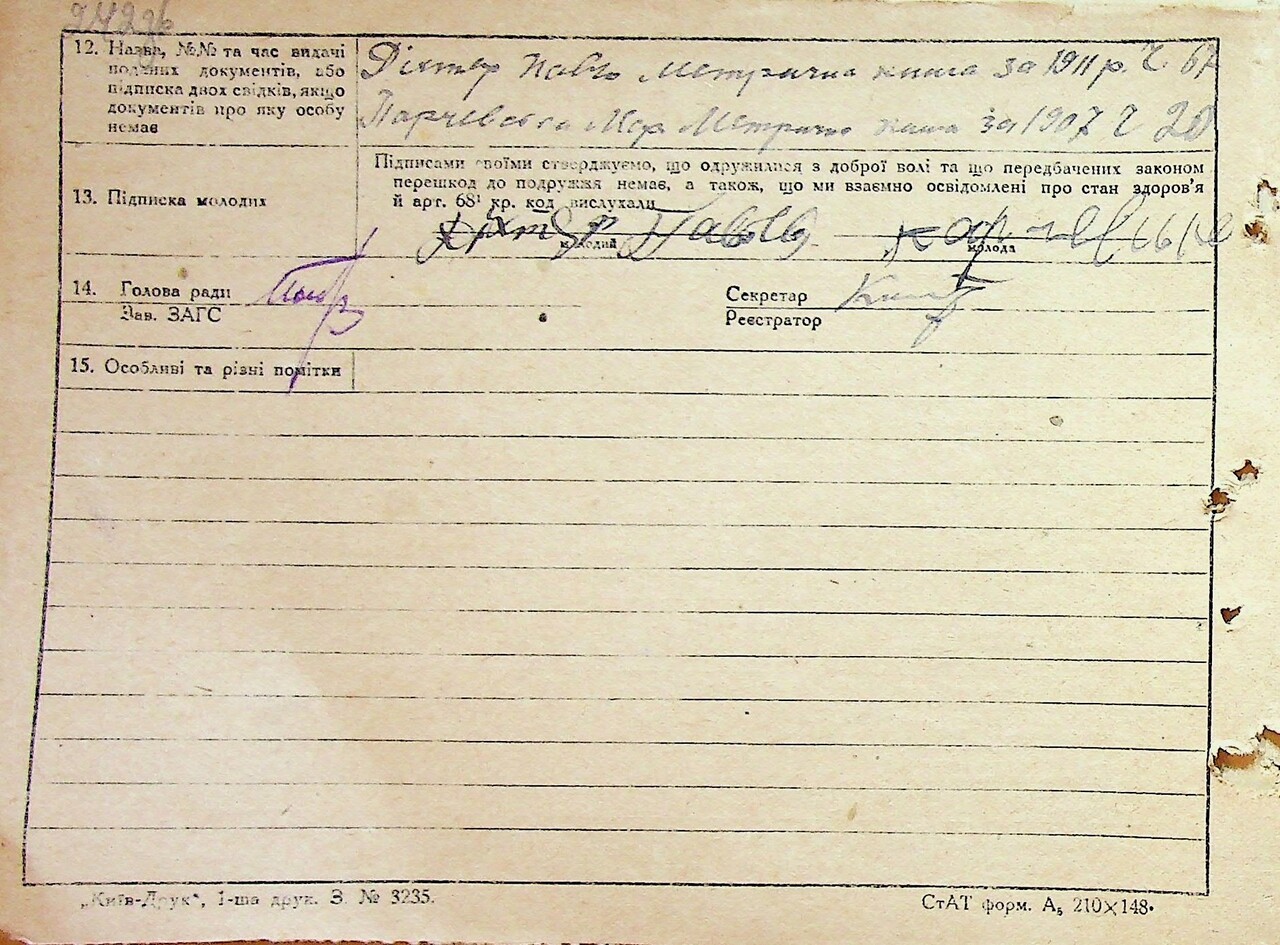 12. Назва, №№ та час видачі
поданих документів, або
підписка двох свідків, якщо
документів про яку особу
немає
Діхтер Павло Метрична книга за 1911 р. Ч. 67
Парчевська Мар Метрична книга за 1907 Ч 20
13. Підписка молодих
Підписами своїми стверджуємо, що одружилися з доброї волі та що передбачених законом
перешкод до подружжя немає, а також, що ми взаємно освідомлені про стан здоров'я
й арт. 68¹ кр. код. вислухали
Діхтер Павло
молодий
молода
14. Голова ради
Зав. ЗАГС
Секретар
Реєстратор
15. Особливі та різні помітки
„Київ-Друк“, 1-ша друк. З. № 3235.
СтАТ форм. А₅ 210×148.